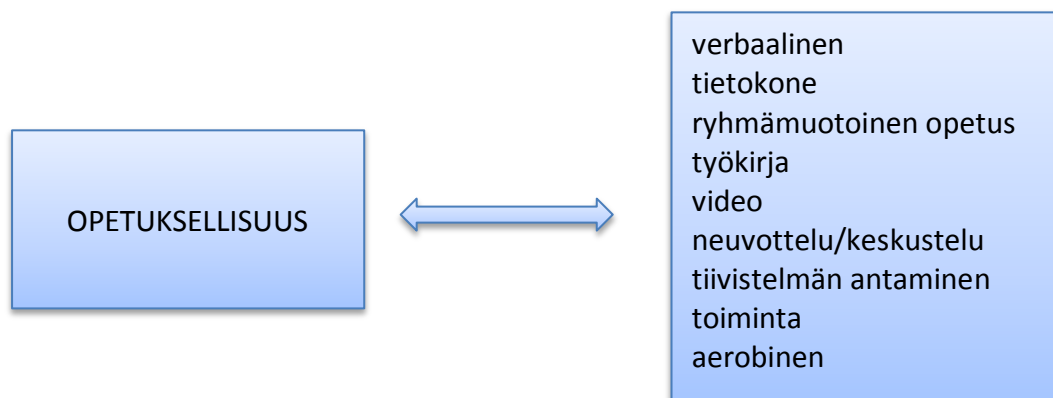 OPETUKSELLISUUS
verbaalinen
tietokone
ryhmämuotoinen opetus
työkirja
video
neuvottelu/keskustelu
tiivistelmän antaminen
toiminta
aerobinen